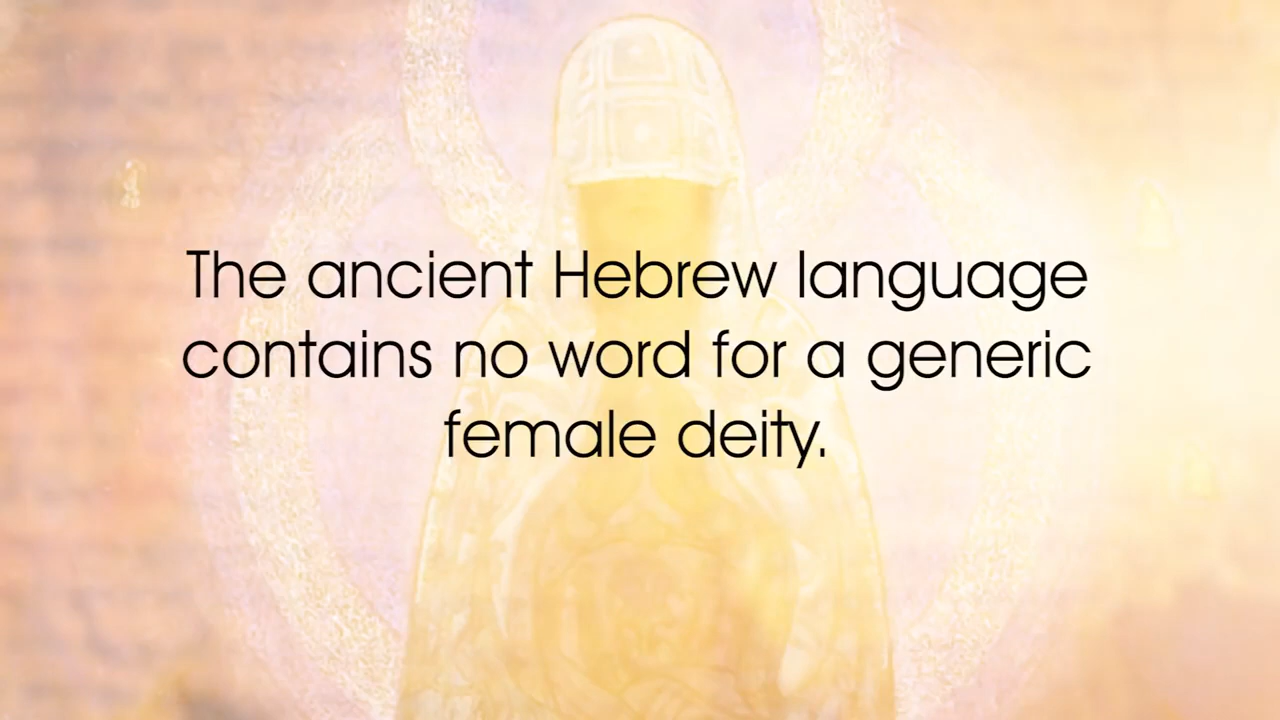 The ancient Hebrew language
contains no word for a generic
female deity.